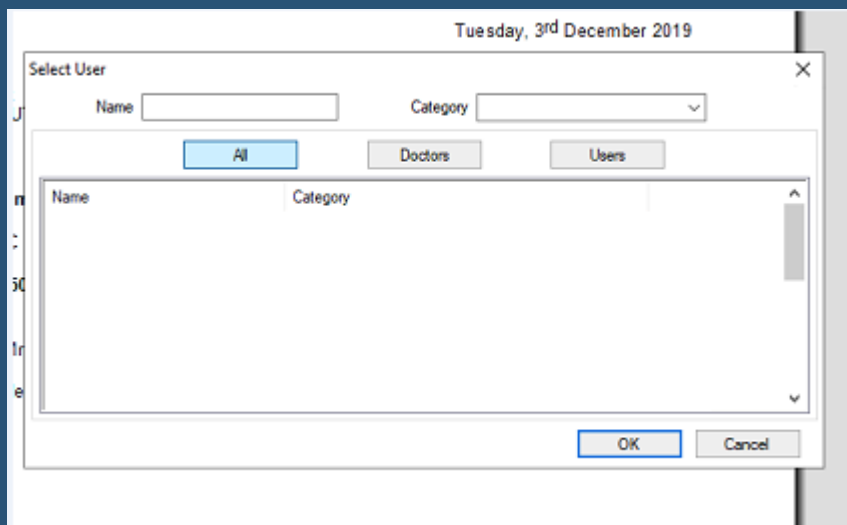 Tuesday, 3rd December 2019
Select User
Name Category
All Doctors Users
Name Category
OK Cancel